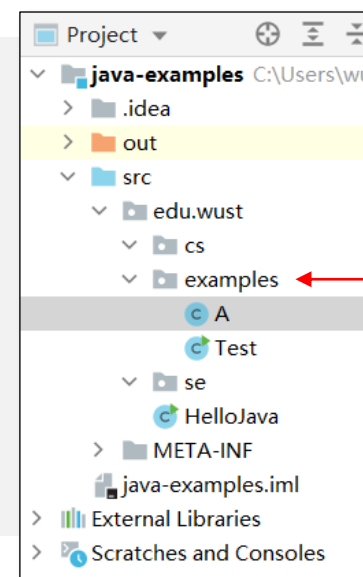 Project
java-examples C:\Users\wu
.idea
out
src
edu.wust
cs
examples
A
Test
se
HelloJava
META-INF
java-examples.iml
External Libraries
Scratches and Consoles